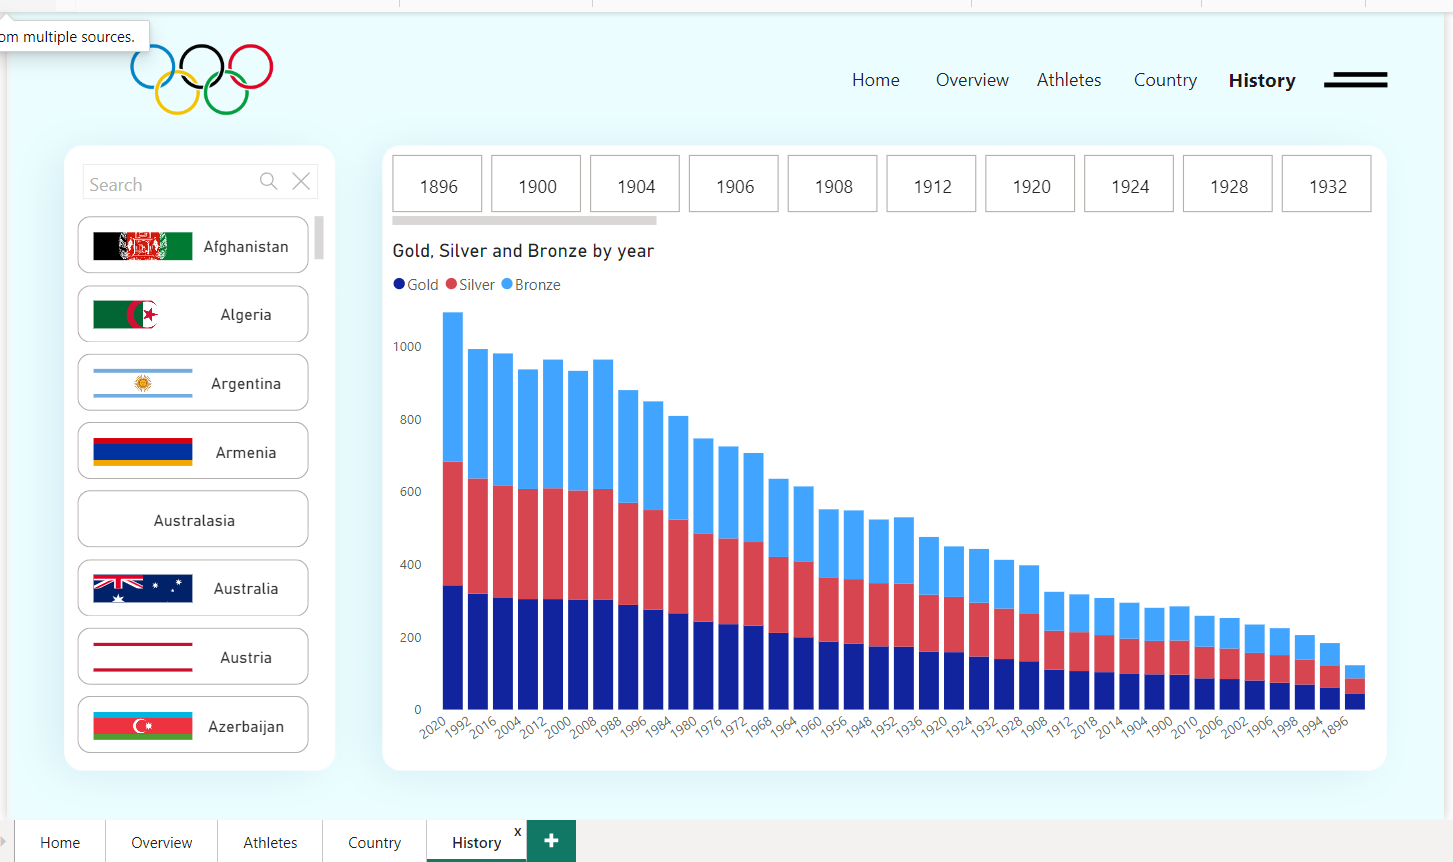 om multiple sources.
Home Overview Athletes Country History
Search
Afghanistan
Algeria
Argentina
Armenia
Australasia
Australia
Austria
Azerbaijan
1896 1900 1904 1906 1908 1912 1920 1924 1928 1932
Gold, Silver and Bronze by year
Gold Silver Bronze
1000
800
600
400
200
0
2020 1992 2016 2004 2012 2000 2008 1988 1996 1984 1980 1976 1972 1968 1964 1960 1956 1948 1952 1936 1920 1924 1932 1928 1908 1912 2018 2014 1904 1900 2010 2006 2002 1906 1998 1994 1896
Home Overview Athletes Country History x +